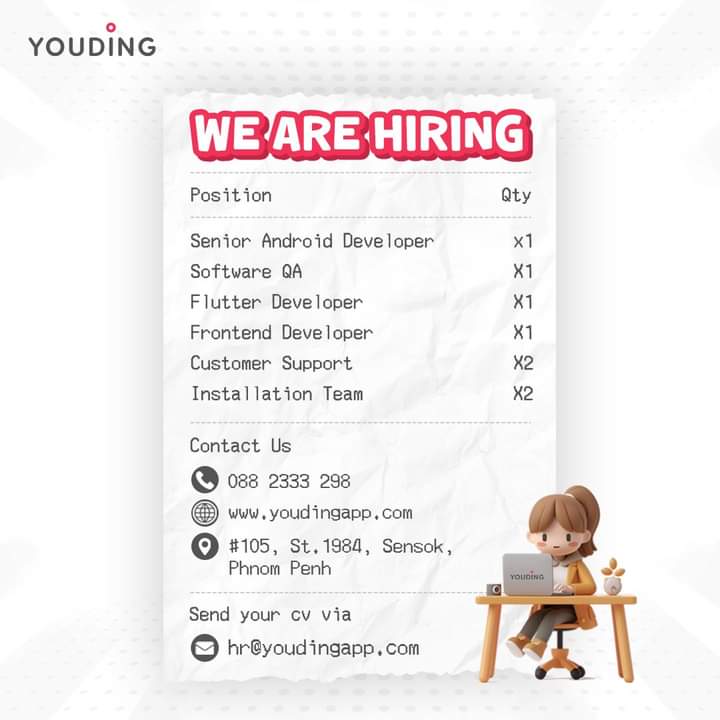 YOUDING
WE ARE HIRING
Position Qty
Senior Android Developer x1
Software QA X1
Flutter Developer X1
Frontend Developer X1
Customer Support X2
Installation Team X2
Contact Us
088 2333 298
www.youdingapp.com
#105, St.1984, Sensok,
Phnom Penh
YOUDING
Send your cv via
hr@youdingapp.com